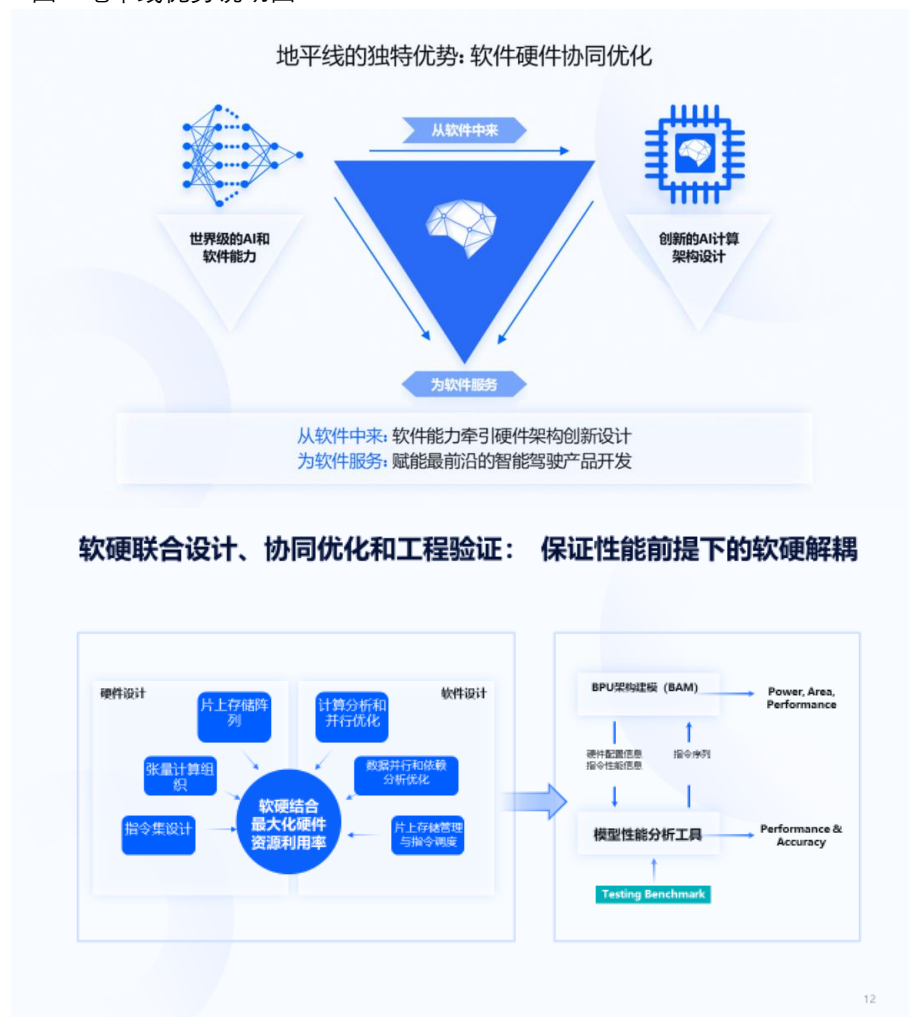 地平线的独特优势: 软件硬件协同优化
从软件中来
世界级的AI和
软件能力
创新的AI计算
架构设计
为软件服务
从软件中来: 软件能力牵引硬件架构创新设计
为软件服务: 赋能最前沿的智能驾驶产品开发
软硬联合设计、协同优化和工程验证： 保证性能前提下的软硬解耦
硬件设计
软件设计
片上存储阵
列
计算分析和
并行优化
张量计算组
织
数据并行和依赖
分析优化
指令集设计
片上存储管理
与指令调度
软硬结合
最大化硬件
资源利用率
BPU架构建模（BAM）
Power, Area,
Performance
硬件配置信息
指令性能信息
指令序列
模型性能分析工具
Performance &
Accuracy
Testing Benchmark
12